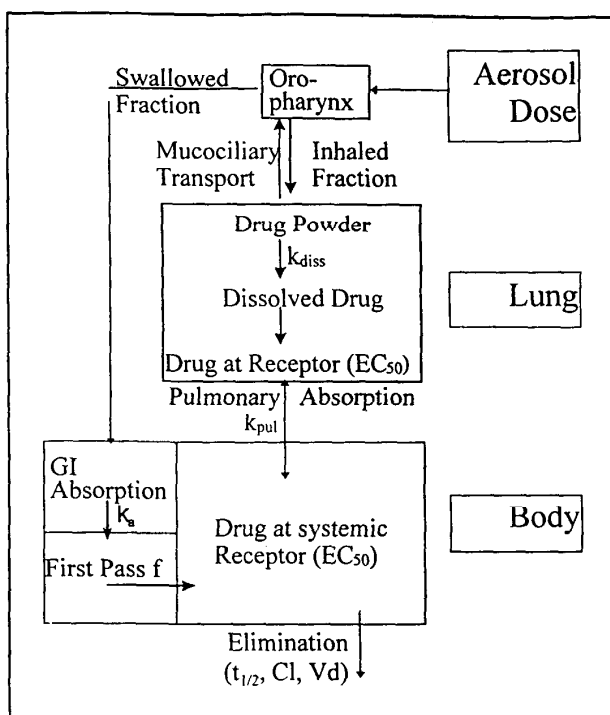 Swallowed
Fraction
Oro-
pharynx
Aerosol
Dose
Mucociliary
Transport
Inhaled
Fraction
Drug Powder
k_diss
Dissolved Drug
Drug at Receptor (EC₅₀)
Lung
Pulmonary Absorption
k_pul
GI
Absorption
k_a
First Pass f
Drug at systemic
Receptor (EC₅₀)
Body
Elimination
(t_1/2, Cl, Vd)